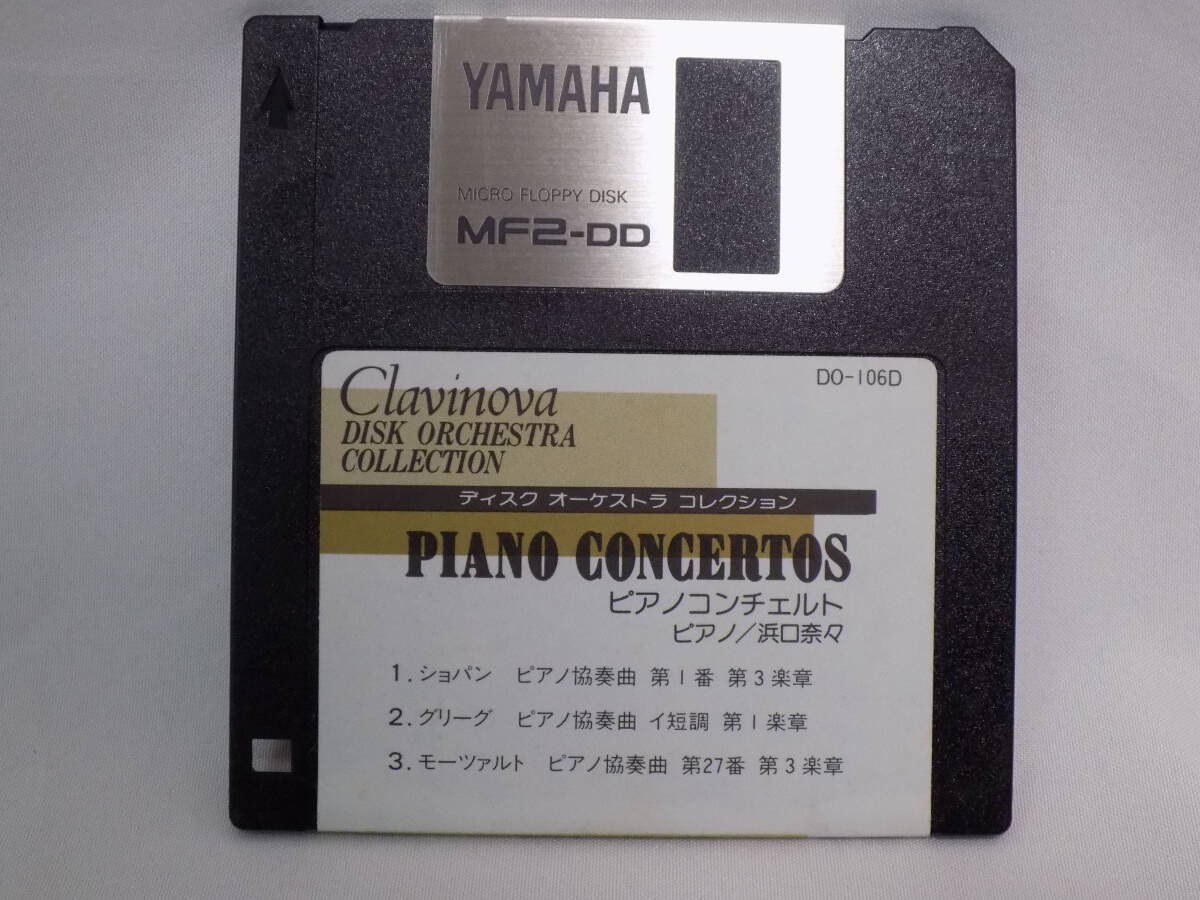 YAMAHA
MICRO FLOPPY DISK
MF2-DD
DO-106D
Clavinova
DISK ORCHESTRA
COLLECTION
ディスク オーケストラ コレクション
PIANO CONCERTOS
ピアノコンチェルト
ピアノ/浜口奈々
1. ショパン ピアノ協奏曲 第1番 第3楽章
2. グリーグ ピアノ協奏曲 イ短調 第1楽章
3. モーツァルト ピアノ協奏曲 第27番 第3楽章